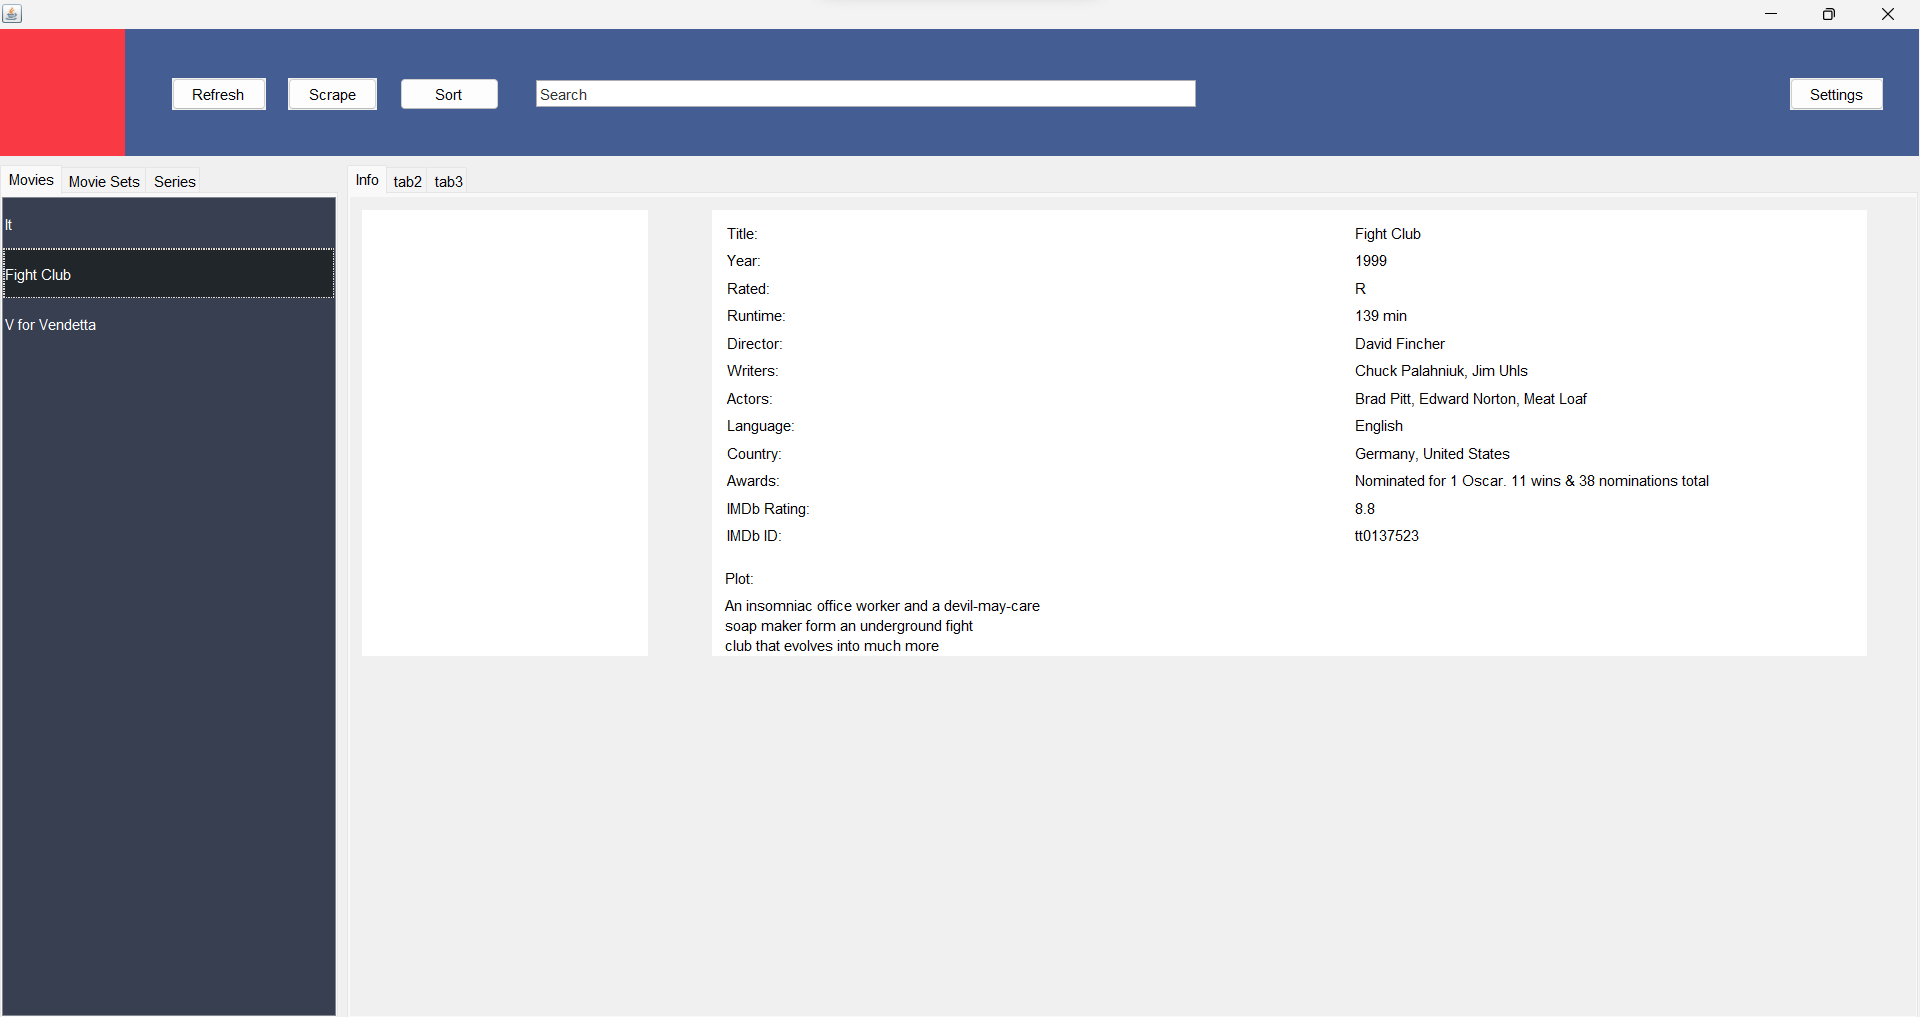 Refresh Scrape Sort Search Settings
Movies Movie Sets Series
It
Fight Club
V for Vendetta
Info tab2 tab3
Title: Fight Club
Year: 1999
Rated: R
Runtime: 139 min
Director: David Fincher
Writers: Chuck Palahniuk, Jim Uhls
Actors: Brad Pitt, Edward Norton, Meat Loaf
Language: English
Country: Germany, United States
Awards: Nominated for 1 Oscar. 11 wins & 38 nominations total
IMDb Rating: 8.8
IMDb ID: tt0137523
Plot:
An insomniac office worker and a devil-may-care
soap maker form an underground fight
club that evolves into much more